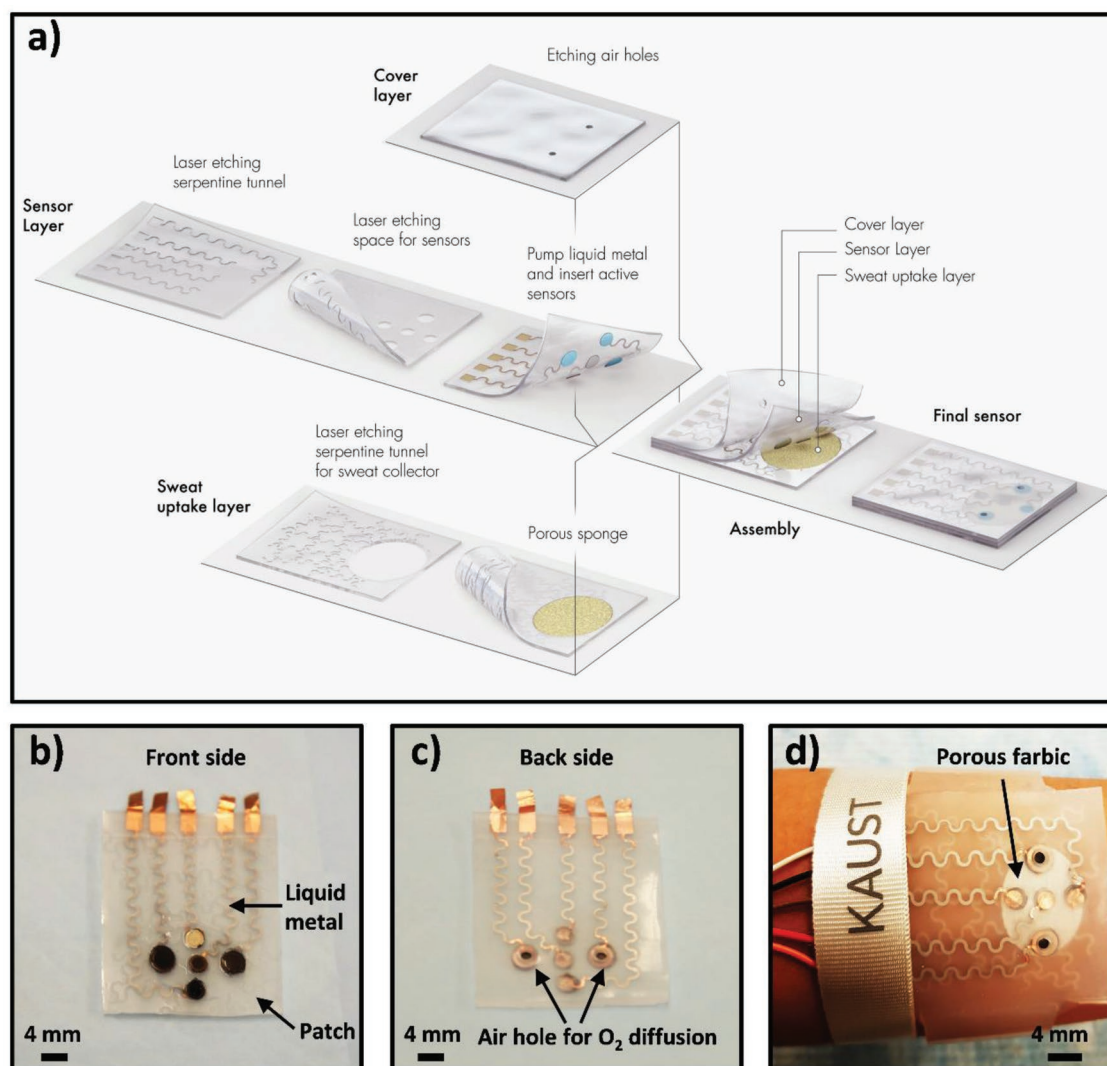 a)
Etching air holes
Cover
layer
Laser etching
serpentine tunnel
Sensor
Layer
Laser etching
space for sensors
Pump liquid metal
and insert active
sensors
Cover layer
Sensor Layer
Sweat uptake layer
Final sensor
Laser etching
serpentine tunnel
for sweat collector
Sweat
uptake layer
Porous sponge
Assembly
b)
Front side
Liquid
metal
Patch
4 mm
c)
Back side
Air hole for O₂ diffusion
4 mm
d)
Porous farbic
KAUST
4 mm